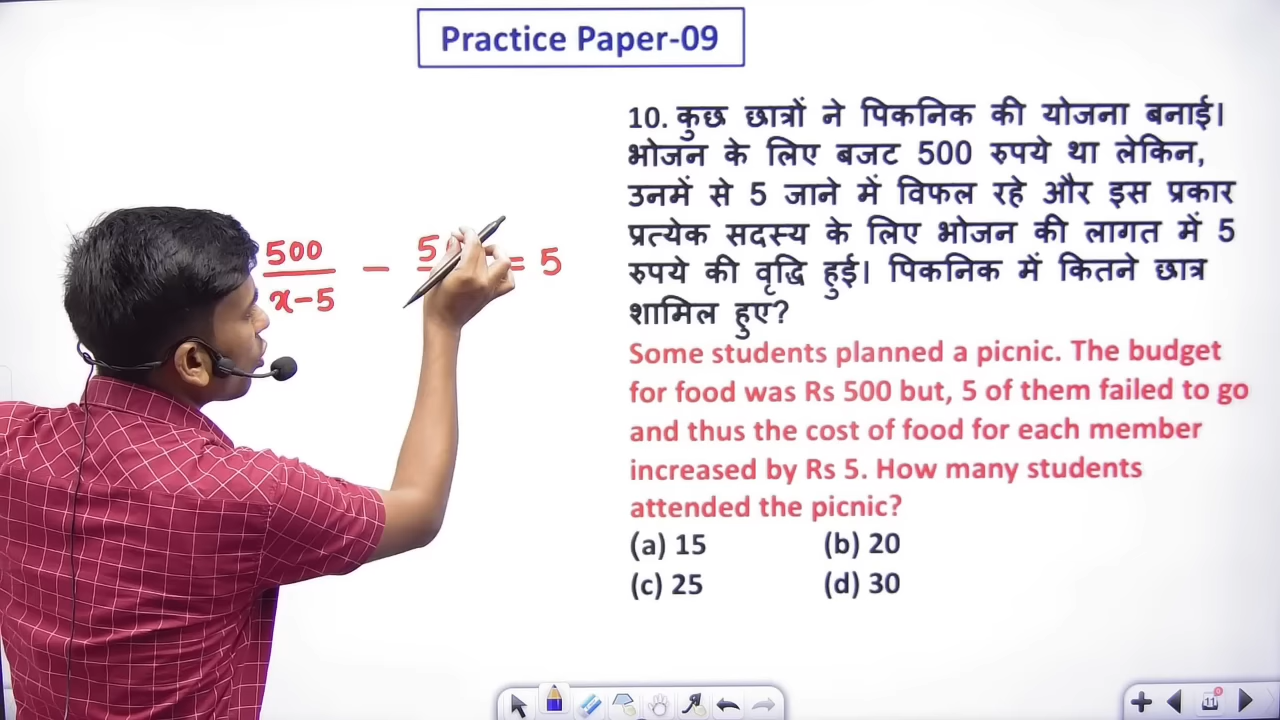 Practice Paper-09
10. कुछ छात्रों ने पिकनिक की योजना बनाई।
भोजन के लिए बजट 500 रुपये था लेकिन,
उनमें से 5 जाने में विफल रहे और इस प्रकार
प्रत्येक सदस्य के लिए भोजन की लागत में 5
रुपये की वृद्धि हुई। पिकनिक में कितने छात्र
शामिल हुए?
Some students planned a picnic. The budget
for food was Rs 500 but, 5 of them failed to go
and thus the cost of food for each member
increased by Rs 5. How many students
attended the picnic?
(a) 15 (b) 20
(c) 25 (d) 30
500
x-5
- 5
= 5
11